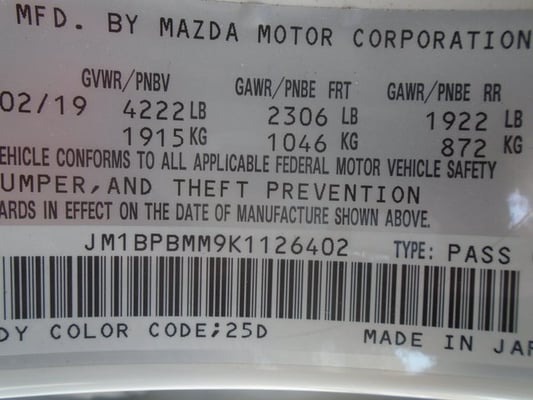 MFD. BY MAZDA MOTOR CORPORATION
GVWR/PNBV GAWR/PNBE FRT GAWR/PNBE RR
02/19 4222 LB 2306 LB 1922 LB
1915 KG 1046 KG 872 KG
EHICLE CONFORMS TO ALL APPLICABLE FEDERAL MOTOR VEHICLE SAFETY
UMPER, AND THEFT PREVENTION
ARDS IN EFFECT ON THE DATE OF MANUFACTURE SHOWN ABOVE.
JM1BPBMM9K1126402 TYPE: PASS
DY COLOR CODE;25D MADE IN JAP